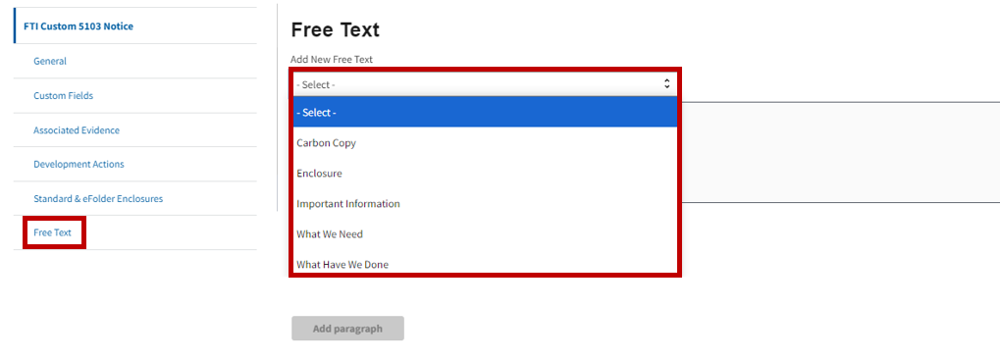 FTI Custom 5103 Notice
General
Custom Fields
Associated Evidence
Development Actions
Standard & eFolder Enclosures
Free Text
Free Text
Add New Free Text
- Select -
- Select -
Carbon Copy
Enclosure
Important Information
What We Need
What Have We Done
Add paragraph